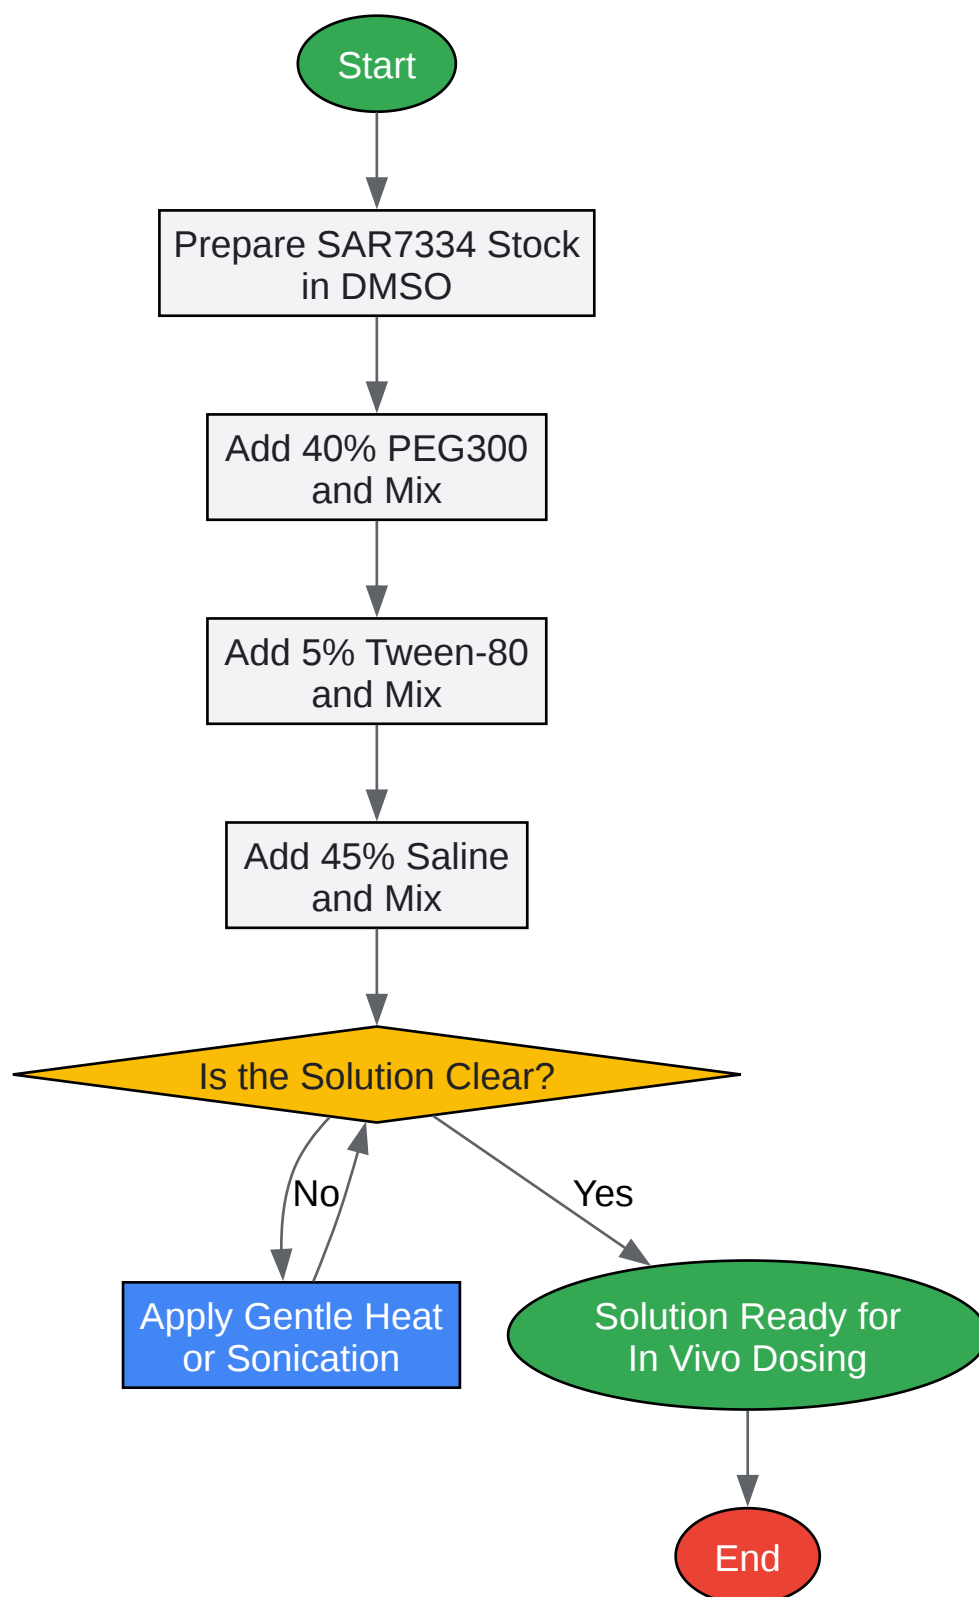 Start
Prepare SAR7334 Stock
in DMSO
Add 40% PEG300
and Mix
Add 5% Tween-80
and Mix
Add 45% Saline
and Mix
Is the Solution Clear?
No
Yes
Apply Gentle Heat
or Sonication
Solution Ready for
In Vivo Dosing
End